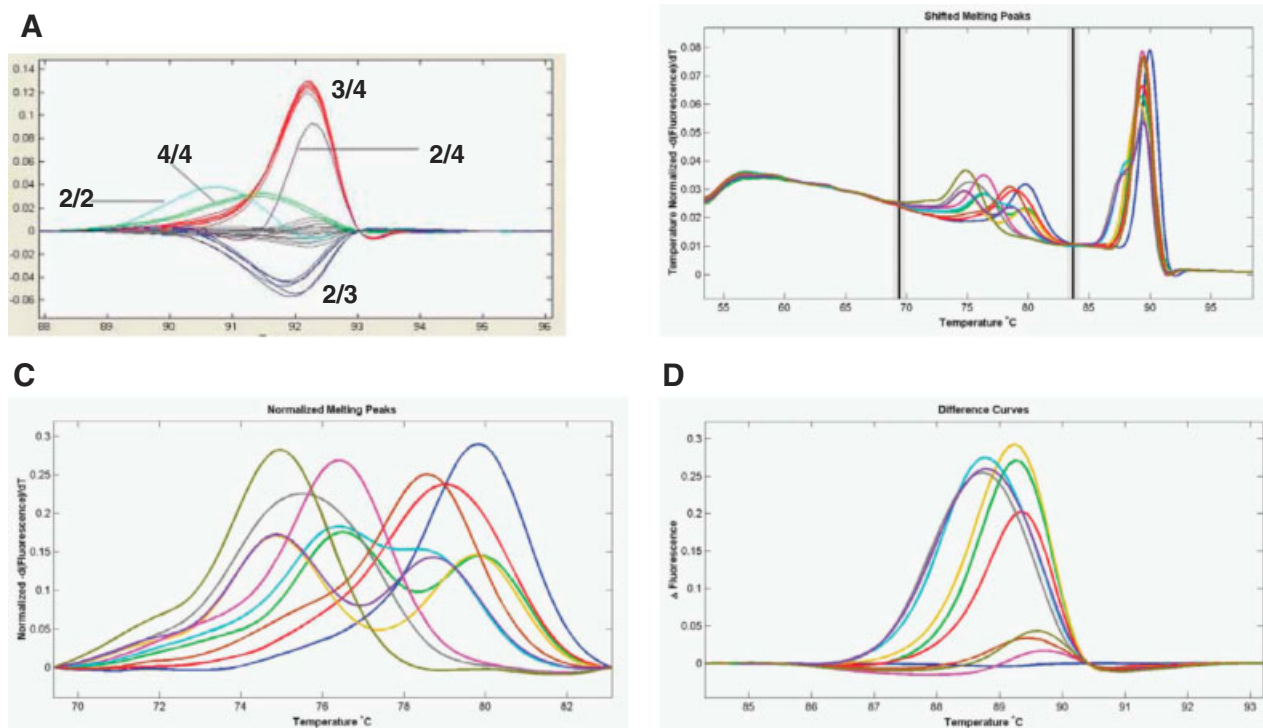 A
0.14
0.12
0.1
0.08
0.06
0.04
0.02
0
-0.02
-0.04
-0.06
3/4
4/4
2/4
2/2
2/3
88 89 90 91 92 93 94 95 96
Shifted Melting Peaks
Temperature Normalized -d(Fluorescence)/dT
0.08
0.07
0.06
0.05
0.04
0.03
0.02
0.01
0
55 60 65 70 75 80 85 90 95
Temperature °C
C
Normalized Melting Peaks
Normalized -d(Fluorescence)/dT
0.3
0.25
0.2
0.15
0.1
0.05
0
70 72 74 76 78 80 82
Temperature °C
D
Difference Curves
Δ Fluorescence
0.3
0.25
0.2
0.15
0.1
0.05
0
85 86 87 88 89 90 91 92 93
Temperature °C